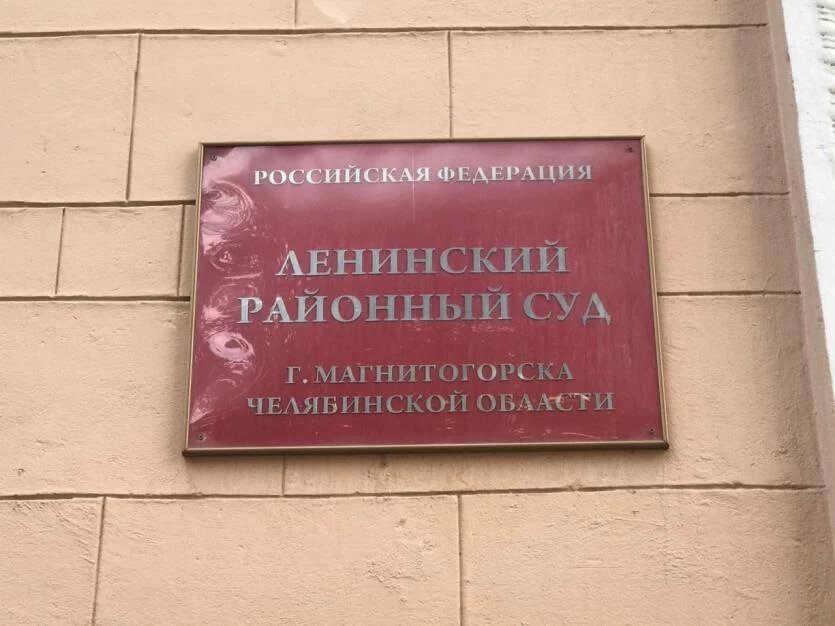 РОССИЙСКАЯ ФЕДЕРАЦИЯ
ЛЕНИНСКИЙ
РАЙОННЫЙ СУД
Г. МАГНИТОГОРСКА
ЧЕЛЯБИНСКОЙ ОБЛАСТИ